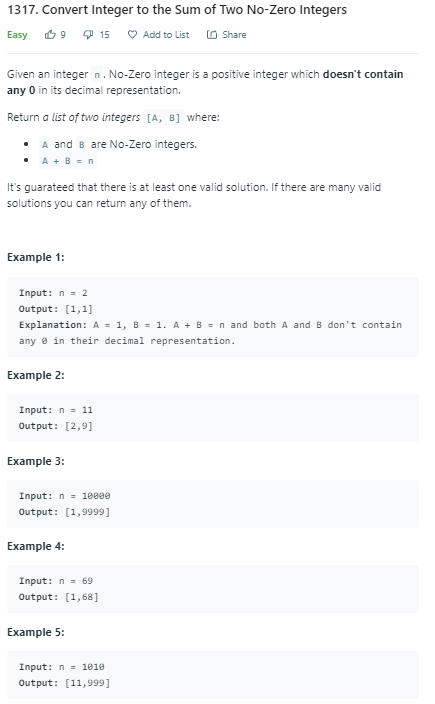 1317. Convert Integer to the Sum of Two No-Zero Integers
Easy 9 15 Add to List Share
Given an integer n. No-Zero integer is a positive integer which doesn't contain
any 0 in its decimal representation.
Return a list of two integers [A, B] where:
• A and B are No-Zero integers.
• A + B = n
It's guarateed that there is at least one valid solution. If there are many valid
solutions you can return any of them.
Example 1:
Input: n = 2
Output: [1,1]
Explanation: A = 1, B = 1. A + B = n and both A and B don't contain
any 0 in their decimal representation.
Example 2:
Input: n = 11
Output: [2,9]
Example 3:
Input: n = 10000
Output: [1,9999]
Example 4:
Input: n = 69
Output: [1,68]
Example 5:
Input: n = 1010
Output: [11,999]